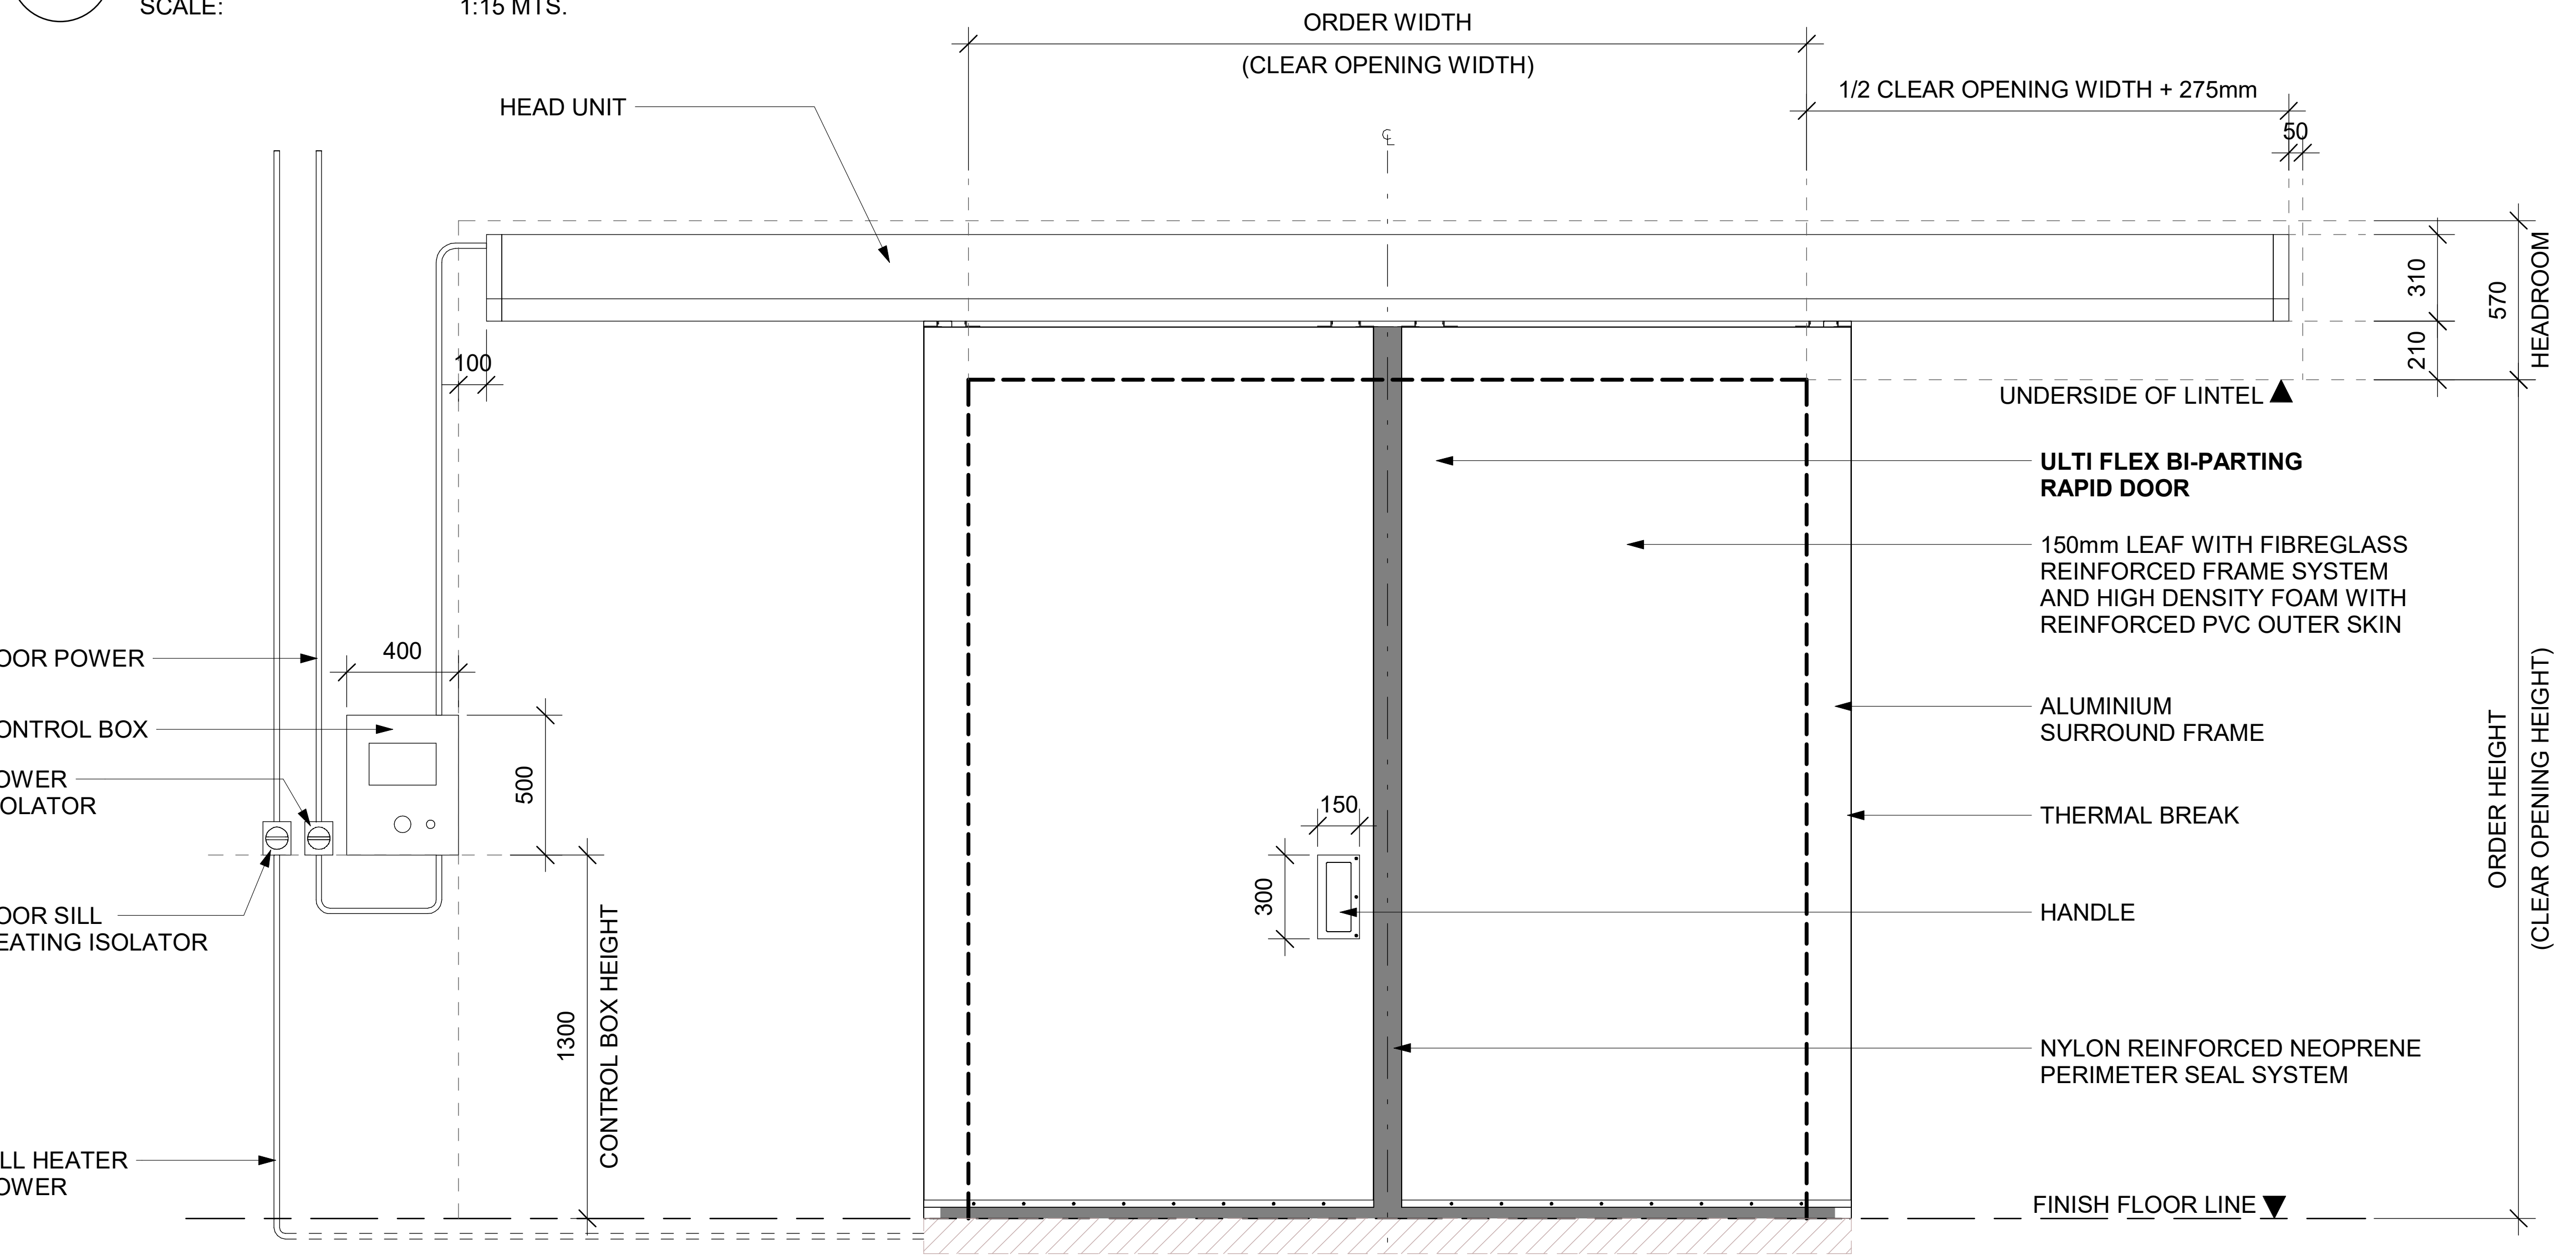 SCALE: 1:15 MTS.
ORDER WIDTH
(CLEAR OPENING WIDTH)
1/2 CLEAR OPENING WIDTH + 275mm
50
HEAD UNIT
℄
310
570
HEADROOM
210
100
UNDERSIDE OF LINTEL
ULTI FLEX BI-PARTING
RAPID DOOR
150mm LEAF WITH FIBREGLASS
REINFORCED FRAME SYSTEM
AND HIGH DENSITY FOAM WITH
REINFORCED PVC OUTER SKIN
OOR POWER
400
ONTROL BOX
OWER
OLATOR
500
ALUMINIUM
SURROUND FRAME
ORDER HEIGHT
(CLEAR OPENING HEIGHT)
150
THERMAL BREAK
300
HANDLE
OOR SILL
EATING ISOLATOR
1300
CONTROL BOX HEIGHT
NYLON REINFORCED NEOPRENE
PERIMETER SEAL SYSTEM
LL HEATER
OWER
FINISH FLOOR LINE